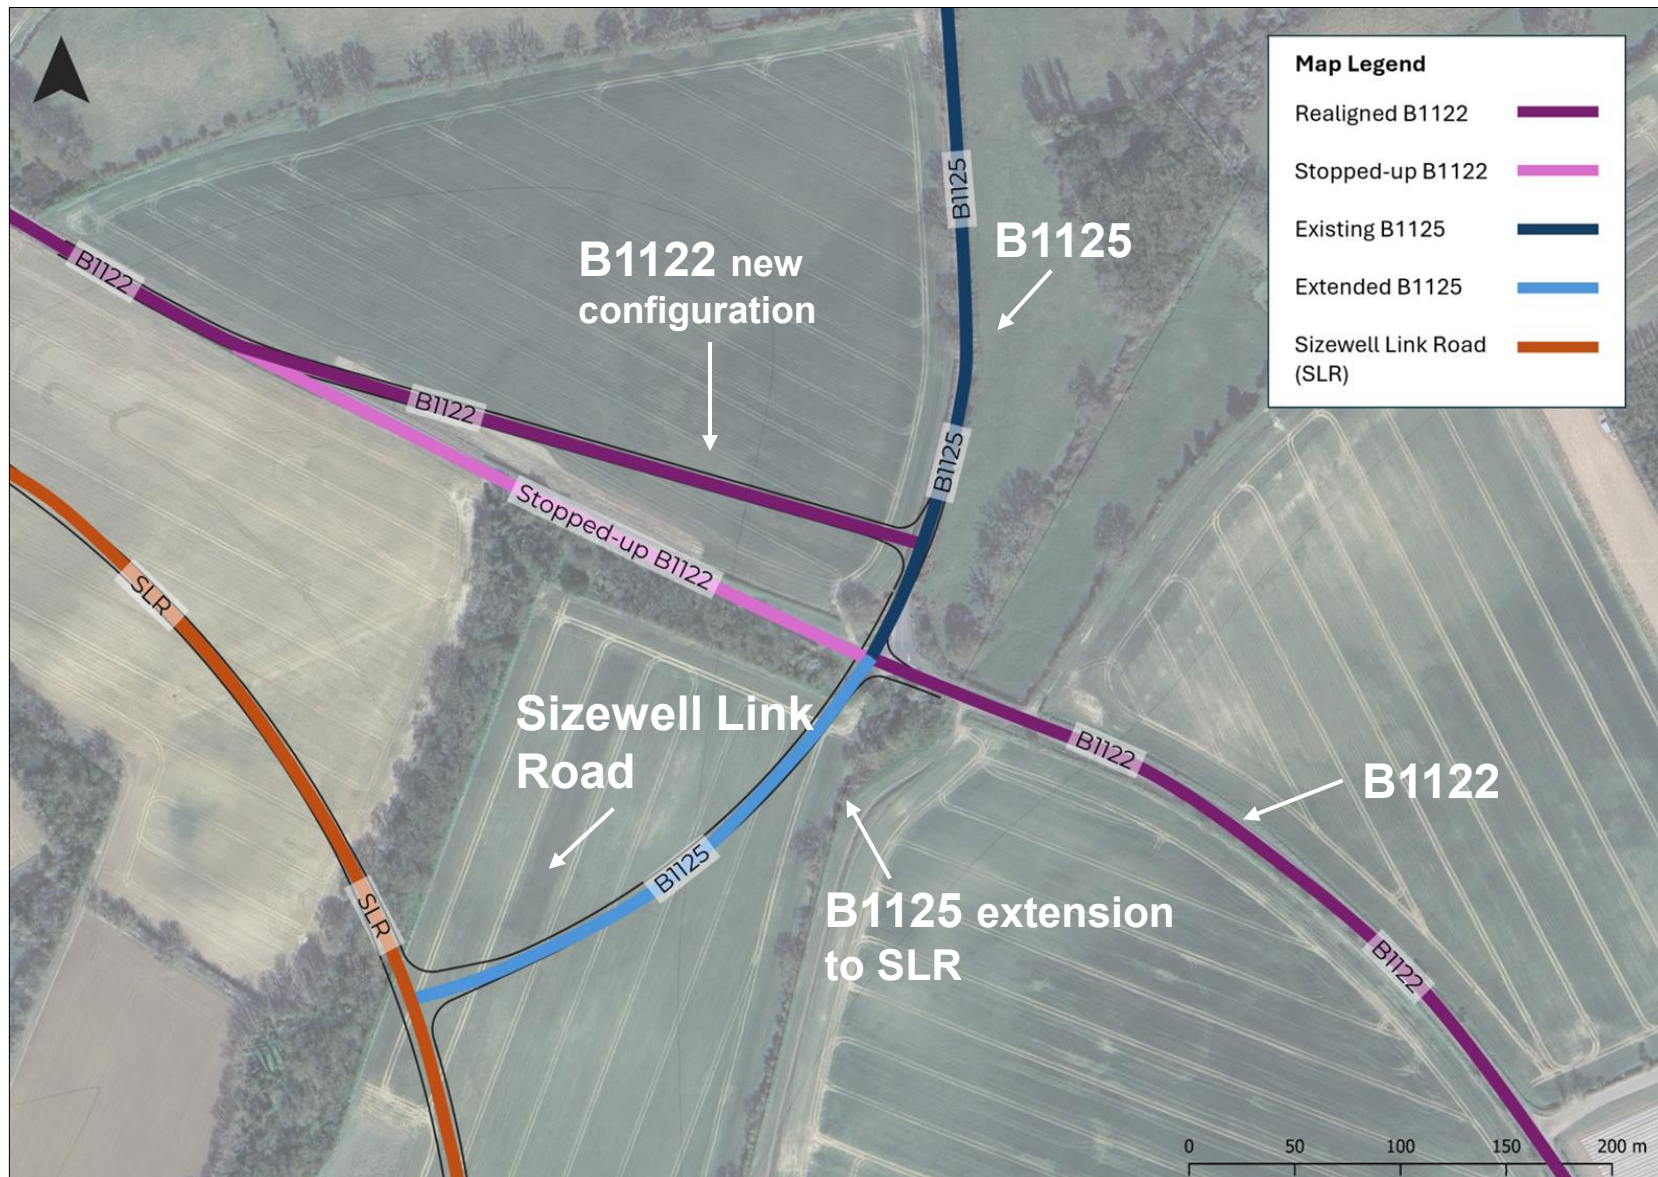 Map Legend
Realigned B1122
Stopped-up B1122
Existing B1125
Extended B1125
Sizewell Link Road
(SLR)
B1125
B1125
B1122
B1122 new
configuration
B1122
B1125
Stopped-up B1122
SLR
Sizewell Link
Road
B1122
B1122
B1125
SLR
B1125 extension
to SLR
B1122
0 50 100 150 200 m